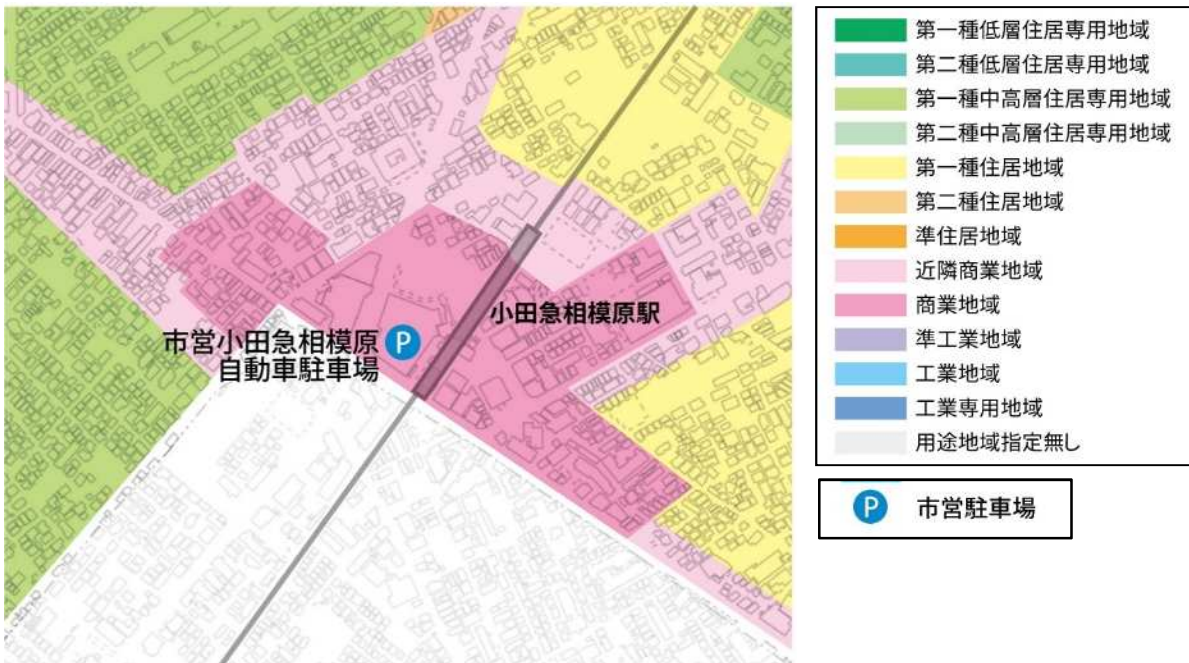 小田急相模原駅
市営小田急相模原
自動車駐車場
P
第一種低層住居専用地域
第二種低層住居専用地域
第一種中高層住居専用地域
第二種中高層住居専用地域
第一種住居地域
第二種住居地域
準住居地域
近隣商業地域
商業地域
準工業地域
工業地域
工業専用地域
用途地域指定無し
P 市営駐車場